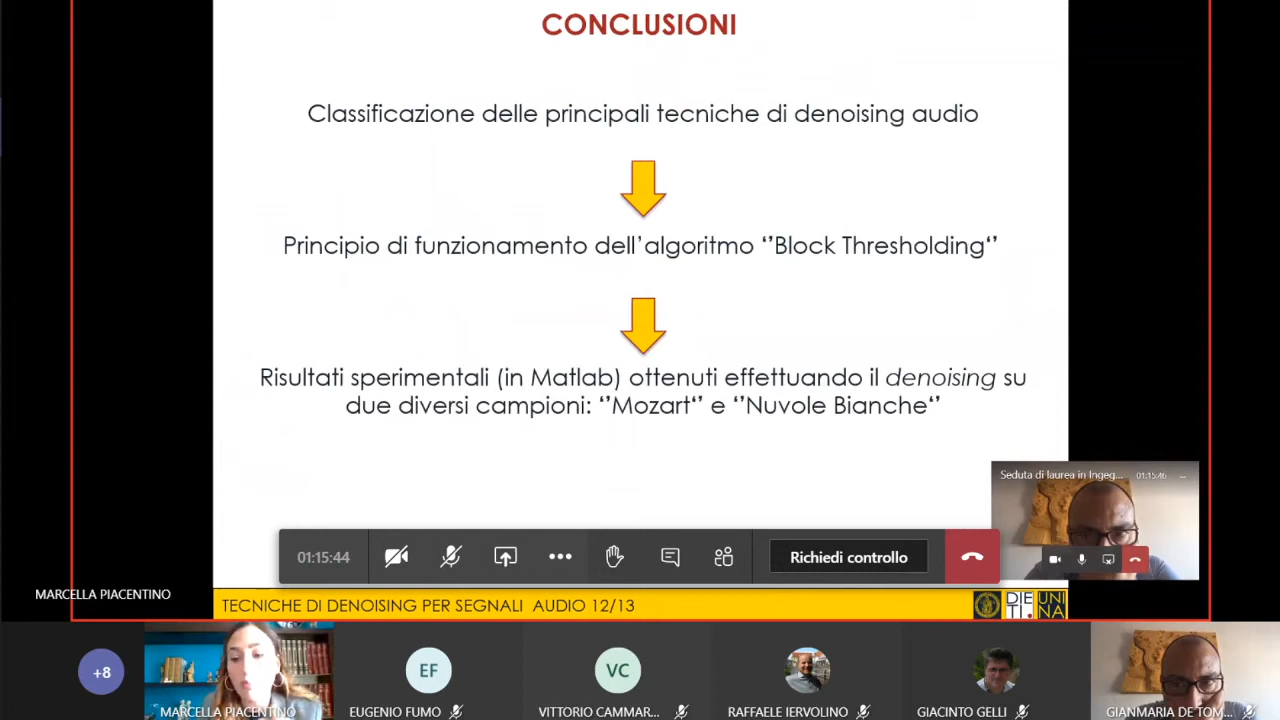 CONCLUSIONI
Classificazione delle principali tecniche di denoising audio
Principio di funzionamento dell’algoritmo ‘’Block Thresholding‘’
Risultati sperimentali (in Matlab) ottenuti effettuando il denoising su
due diversi campioni: ‘’Mozart‘’ e ‘’Nuvole Bianche‘’
Seduta di laurea in Ingeg... 01:15:46 ...
01:15:44
Richiedi controllo
MARCELLA PIACENTINO
TECNICHE DI DENOISING PER SEGNALI AUDIO 12/13
DIE UNI
TI. NA
+8
EF
VC
MARCELLA PIACENTINO
EUGENIO FUMO
VITTORIO CAMMAR...
RAFFAELE IERVOLINO
GIACINTO GELLI
GIANMARIA DE TOM...